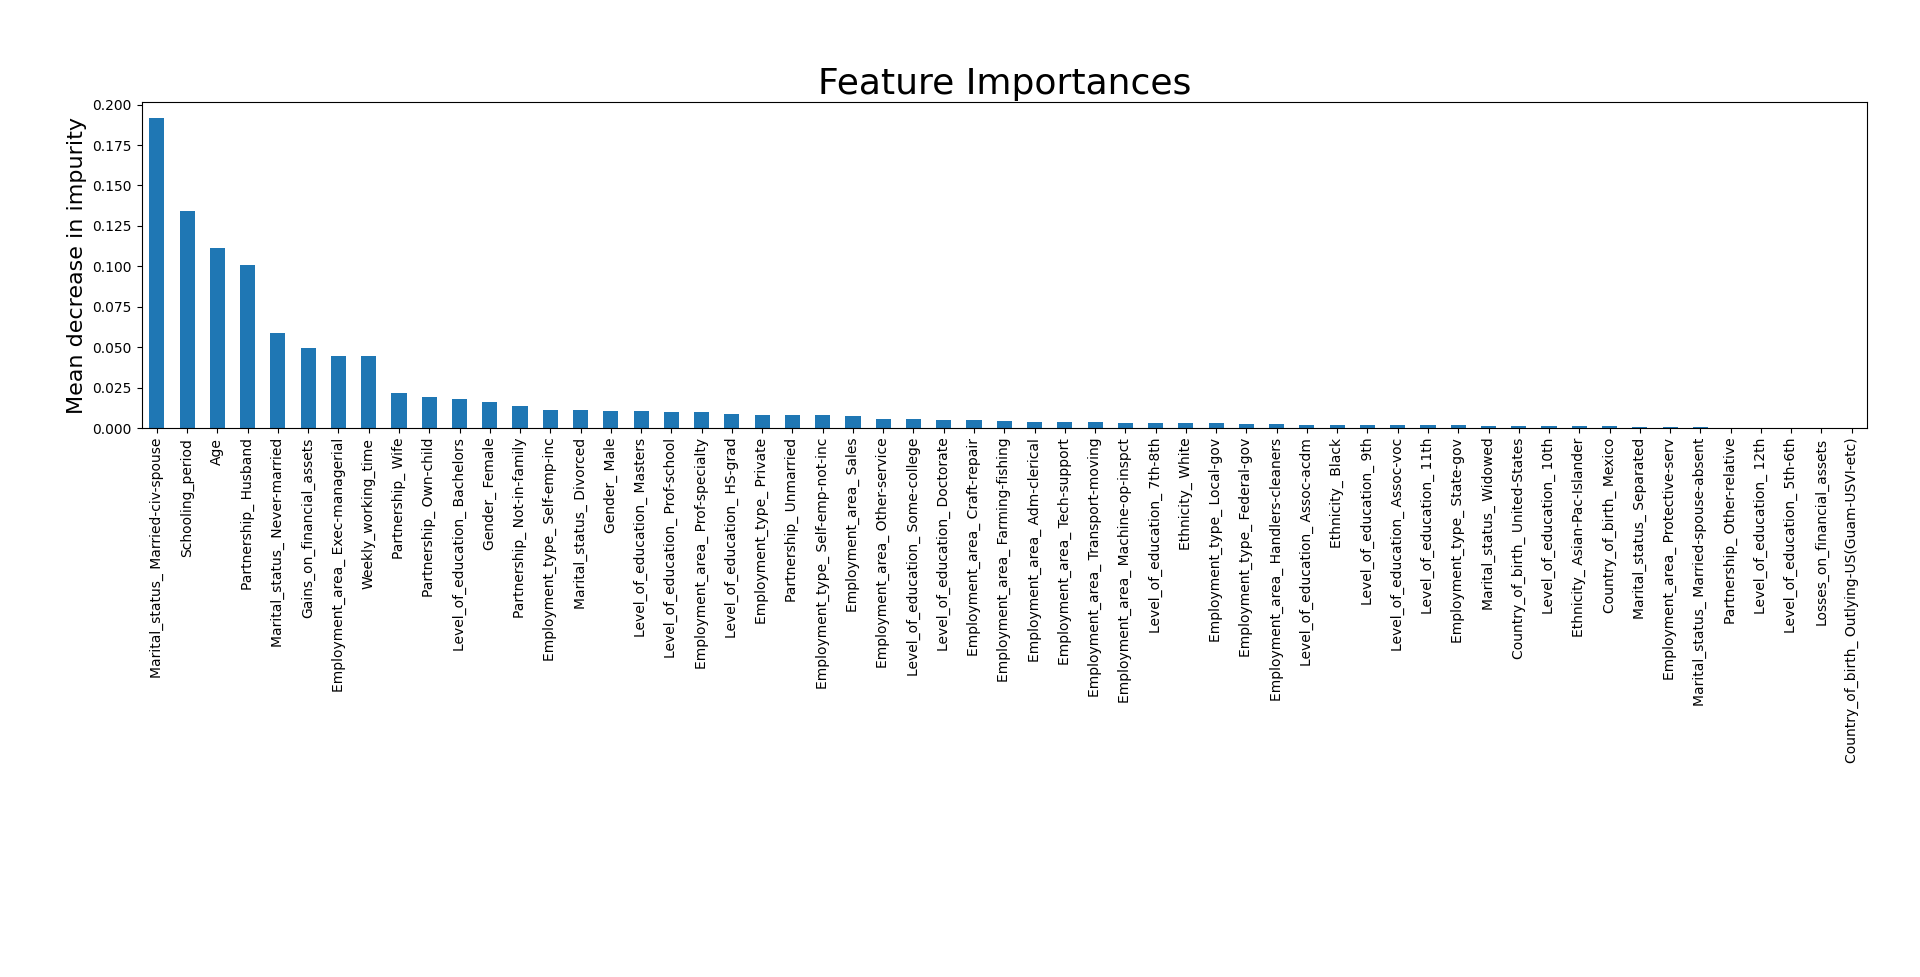 Feature Importances
Mean decrease in impurity
0.200
0.175
0.150
0.125
0.100
0.075
0.050
0.025
0.000
Marital_status_ Married-civ-spouse
Schooling_period
Age
Partnership_ Husband
Marital_status_ Never-married
Gains_on_financial_assets
Employment_area_ Exec-managerial
Weekly_working_time
Partnership_ Wife
Partnership_ Own-child
Level_of_education_ Bachelors
Gender_ Female
Partnership_ Not-in-family
Employment_type_ Self-emp-inc
Marital_status_ Divorced
Gender_ Male
Level_of_education_ Masters
Level_of_education_ Prof-school
Employment_area_ Prof-specialty
Level_of_education_ HS-grad
Employment_type_ Private
Partnership_ Unmarried
Employment_type_ Self-emp-not-inc
Employment_area_ Sales
Employment_area_ Other-service
Level_of_education_ Some-college
Level_of_education_ Doctorate
Employment_area_ Craft-repair
Employment_area_ Farming-fishing
Employment_area_ Adm-clerical
Employment_area_ Tech-support
Employment_area_ Transport-moving
Employment_area_ Machine-op-inspct
Level_of_education_ 7th-8th
Ethnicity_ White
Employment_type_ Local-gov
Employment_type_ Federal-gov
Employment_area_ Handlers-cleaners
Level_of_education_ Assoc-acdm
Ethnicity_ Black
Level_of_education_ 9th
Level_of_education_ Assoc-voc
Level_of_education_ 11th
Employment_type_ State-gov
Marital_status_ Widowed
Country_of_birth_ United-States
Level_of_education_ 10th
Ethnicity_ Asian-Pac-Islander
Country_of_birth_ Mexico
Marital_status_ Separated
Employment_area_ Protective-serv
Marital_status_ Married-spouse-absent
Partnership_ Other-relative
Level_of_education_ 12th
Level_of_education_ 5th-6th
Losses_on_financial_assets
Country_of_birth_ Outlying-US(Guam-USVI-etc)